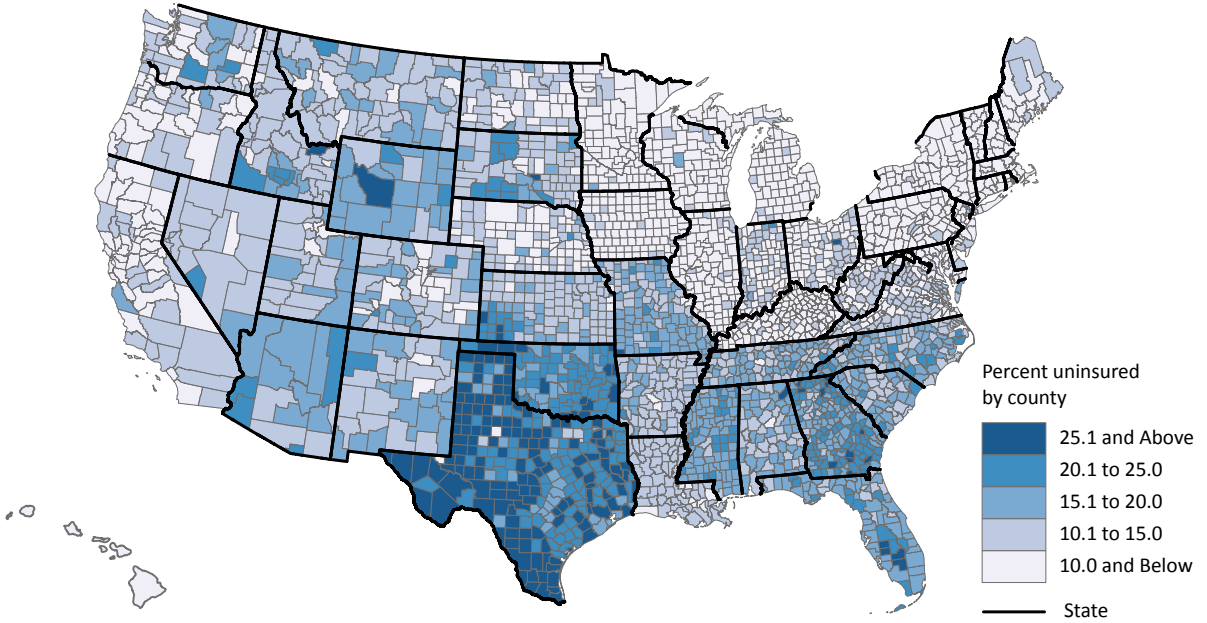 Percent uninsured
by county
25.1 and Above
20.1 to 25.0
15.1 to 20.0
10.1 to 15.0
10.0 and Below
State